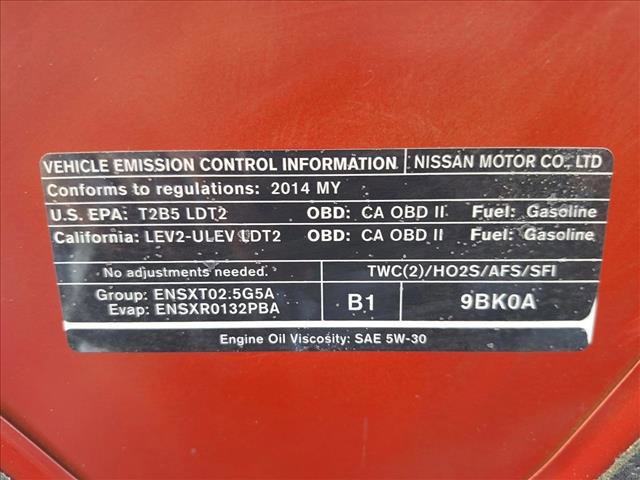 VEHICLE EMISSION CONTROL INFORMATION NISSAN MOTOR CO., LTD
Conforms to regulations: 2014 MY
U.S. EPA: T2B5 LDT2 OBD: CA OBD II Fuel: Gasoline
California: LEV2-ULEV LDT2 OBD: CA OBD II Fuel: Gasoline
No adjustments needed. TWC(2)/HO2S/AFS/SFI
Group: ENSXT02.5G5A
Evap: ENSXR0132PBA
B1 9BK0A
Engine Oil Viscosity: SAE 5W-30